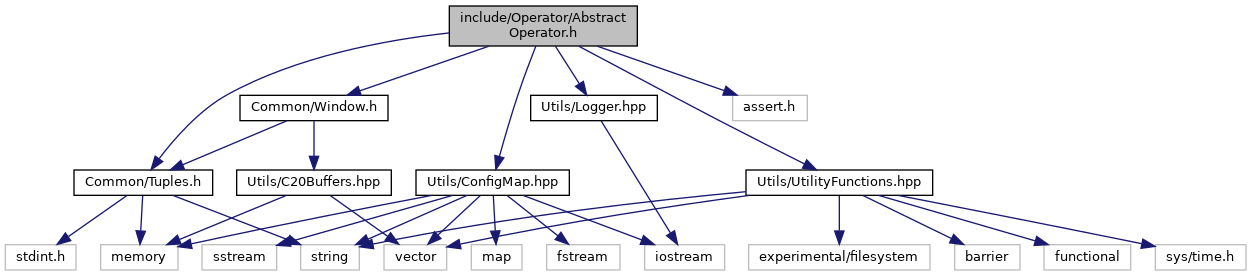 include/Operator/Abstract
Operator.h
Common/Window.h
Utils/Logger.hpp
assert.h
Common/Tuples.h
Utils/C20Buffers.hpp
Utils/ConfigMap.hpp
Utils/UtilityFunctions.hpp
stdint.h
memory
sstream
string
vector
map
fstream
iostream
experimental/filesystem
barrier
functional
sys/time.h